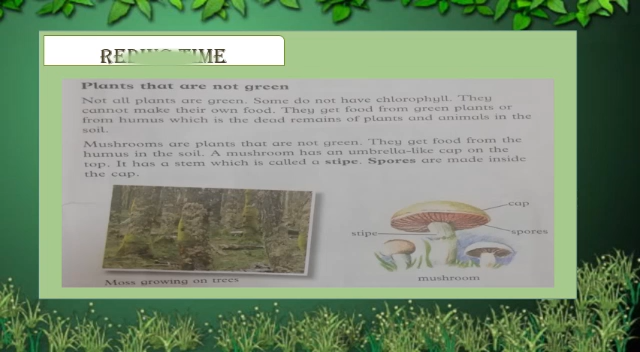 REDING TIME
Plants that are not green
Not all plants are green. Some do not have chlorophyll. They
cannot make their own food. They get food from green plants or
from humus which is the dead remains of plants and animals in the
soil.
Mushrooms are plants that are not green. They get food from the
humus in the soil. A mushroom has an umbrella-like cap on the
top. It has a stem which is called a stipe. Spores are made inside
the cap.
cap
stipe
spores
Moss growing on trees
mushroom